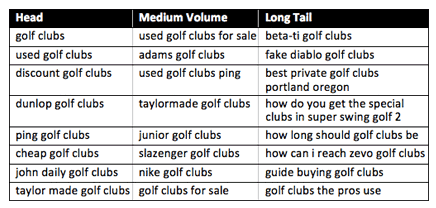 Head Medium Volume Long Tail
golf clubs used golf clubs for sale beta-ti golf clubs
used golf clubs adams golf clubs fake diablo golf clubs
discount golf clubs used golf clubs ping best private golf clubs
portland oregon
dunlop golf clubs taylormade golf clubs how do you get the special
clubs in super swing golf 2
ping golf clubs junior golf clubs how long should golf clubs be
cheap golf clubs slazenger golf clubs how can i reach zevo golf clubs
john daily golf clubs nike golf clubs guide buying golf clubs
taylor made golf clubs golf clubs for sale golf clubs the pros use